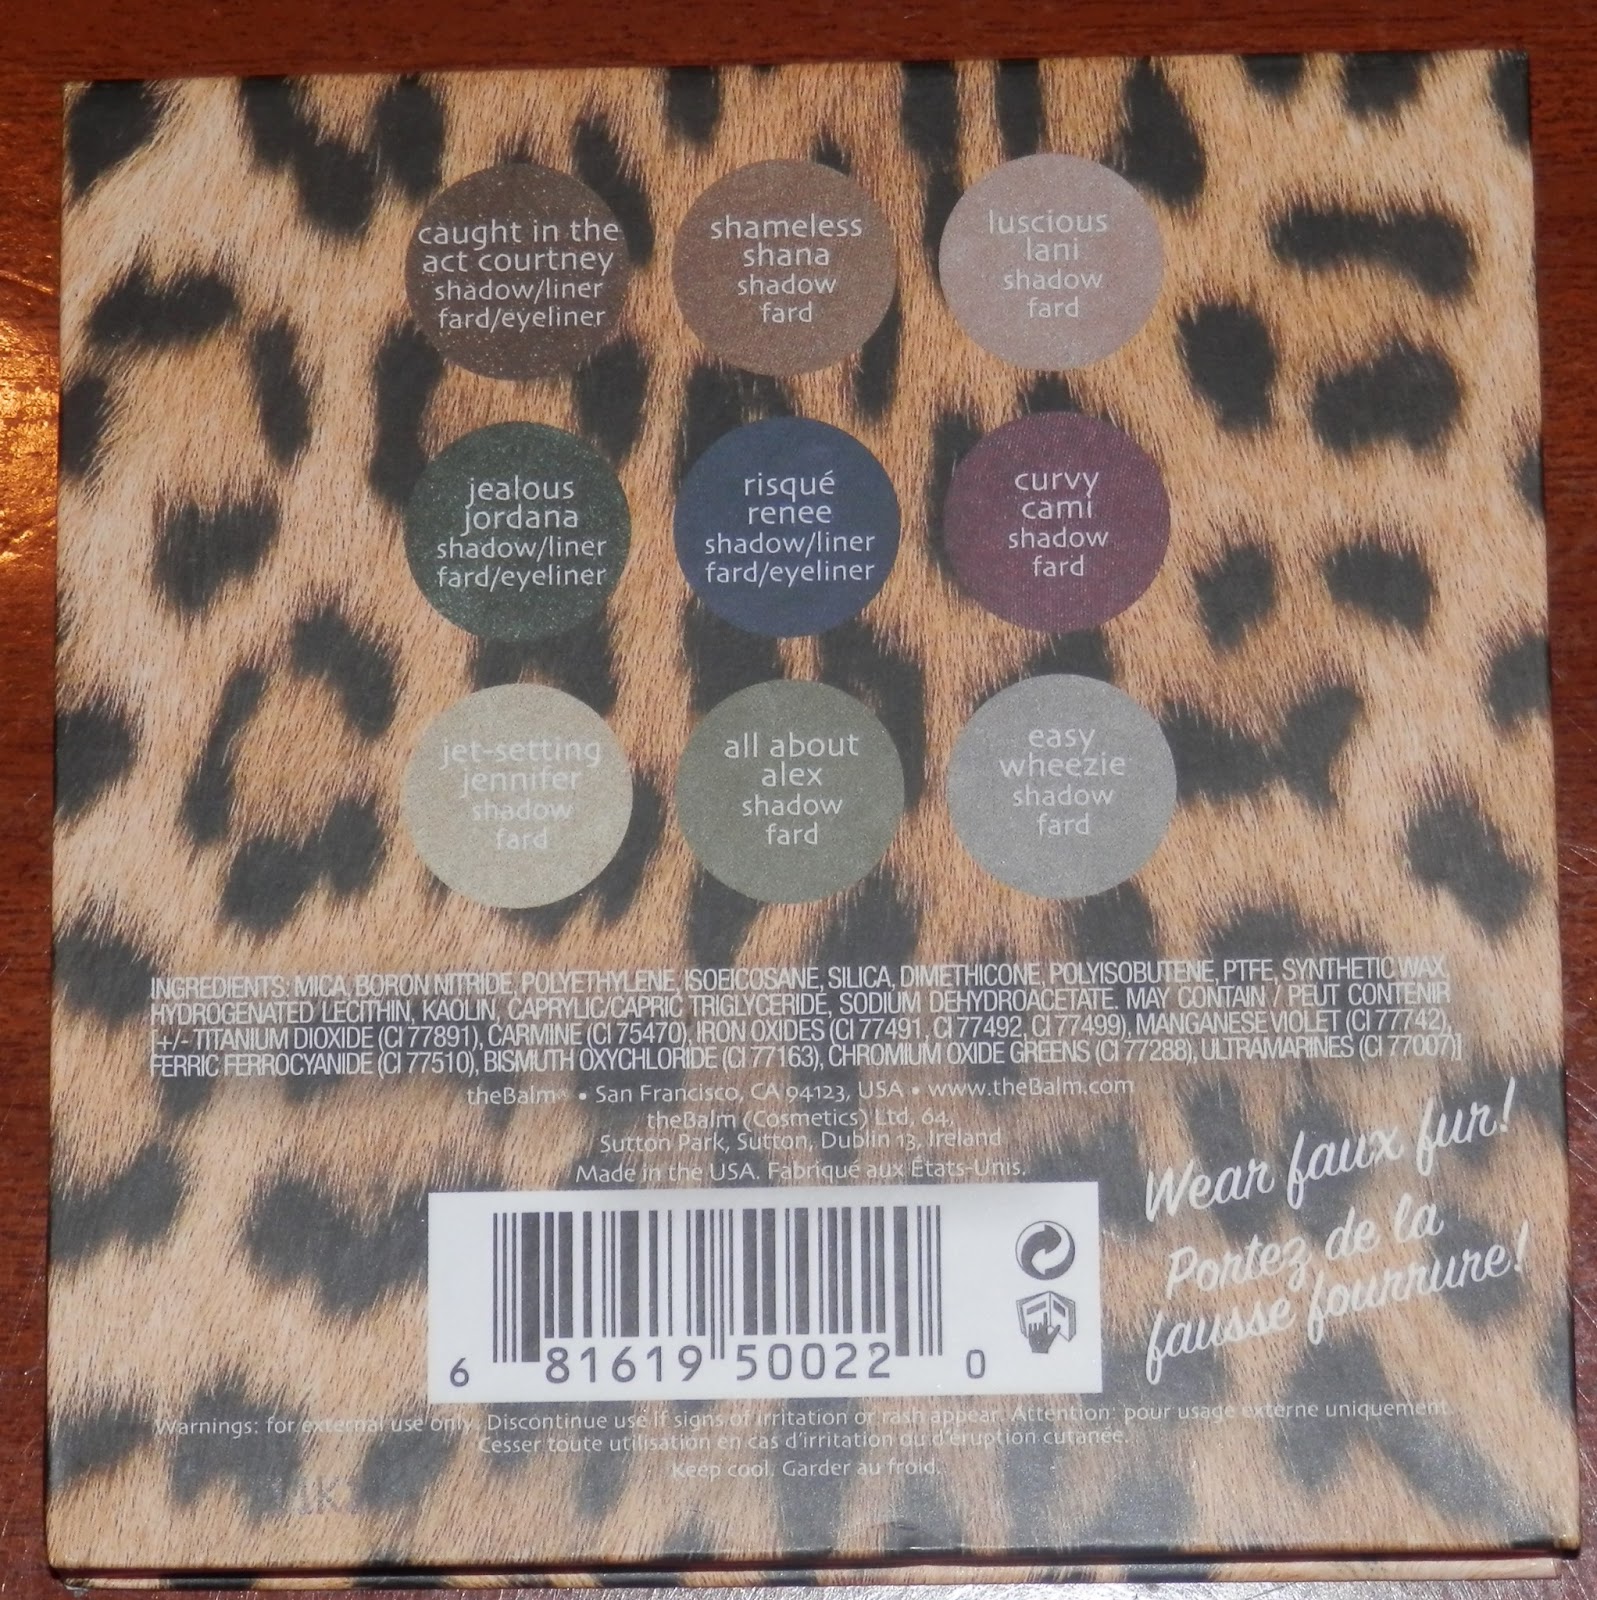 caught in the
act courtney
shadow/liner
fard/eyeliner
shameless
shana
shadow
fard
luscious
lani
shadow
fard
jealous
jordana
shadow/liner
fard/eyeliner
risqué
renee
shadow/liner
fard/eyeliner
curvy
cami
shadow
fard
jet-setting
jennifer
shadow
fard
all about
alex
shadow
fard
easy
wheezie
shadow
fard
INGREDIENTS: MICA, BORON NITRIDE, POLYETHYLENE, ISOEICOSANE, SILICA, DIMETHICONE, POLYISOBUTENE, PTFE, SYNTHETIC WAX,
HYDROGENATED LECITHIN, KAOLIN, CAPRYLIC/CAPRIC TRIGLYCERIDE, SODIUM DEHYDROACETATE. MAY CONTAIN / PEUT CONTENIR
[+/- TITANIUM DIOXIDE (CI 77891), CARMINE (CI 75470), IRON OXIDES (CI 77491, CI 77492, CI 77499), MANGANESE VIOLET (CI 77742),
FERRIC FERROCYANIDE (CI 77510), BISMUTH OXYCHLORIDE (CI 77163), CHROMIUM OXIDE GREENS (CI 77288), ULTRAMARINES (CI 77007)]
theBalm® • San Francisco, CA 94123, USA • www.theBalm.com
theBalm (Cosmetics) Ltd, 64,
Sutton Park, Sutton, Dublin 13, Ireland
Made in the USA. Fabriqué aux États-Unis.
Wear faux fur!
Portez de la
fausse fourrure!
6 81619 50022 0
Warnings: for external use only. Discontinue use if signs of irritation or rash appear. Attention: pour usage externe uniquement.
Cesser toute utilisation en cas d'irritation ou d'éruption cutanée.
Keep cool. Garder au froid.